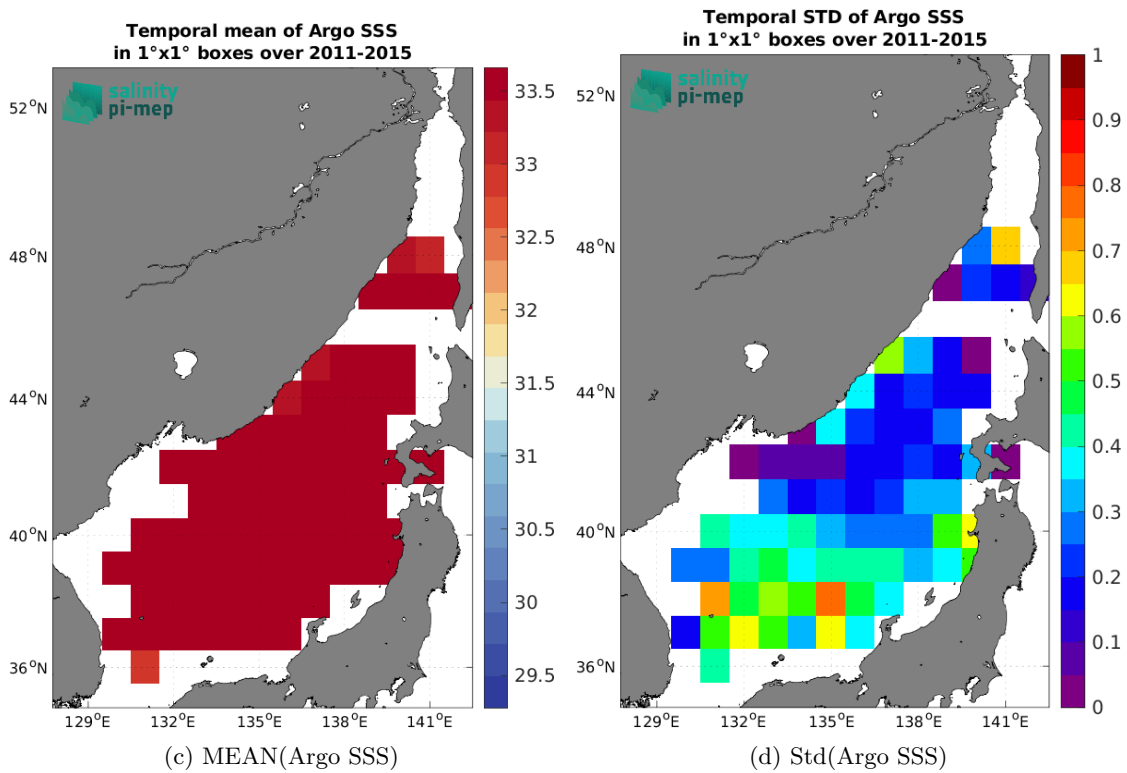 Temporal mean of Argo SSS
in 1°x1° boxes over 2011-2015
salinity
pi-mep
52°N
48°N
44°N
40°N
36°N
129°E
132°E
135°E
138°E
141°E
33.5
33
32.5
32
31.5
31
30.5
30
29.5
(c) MEAN(Argo SSS)
Temporal STD of Argo SSS
in 1°x1° boxes over 2011-2015
salinity
pi-mep
52°N
48°N
44°N
40°N
36°N
129°E
132°E
135°E
138°E
141°E
1
0.9
0.8
0.7
0.6
0.5
0.4
0.3
0.2
0.1
0
(d) Std(Argo SSS)